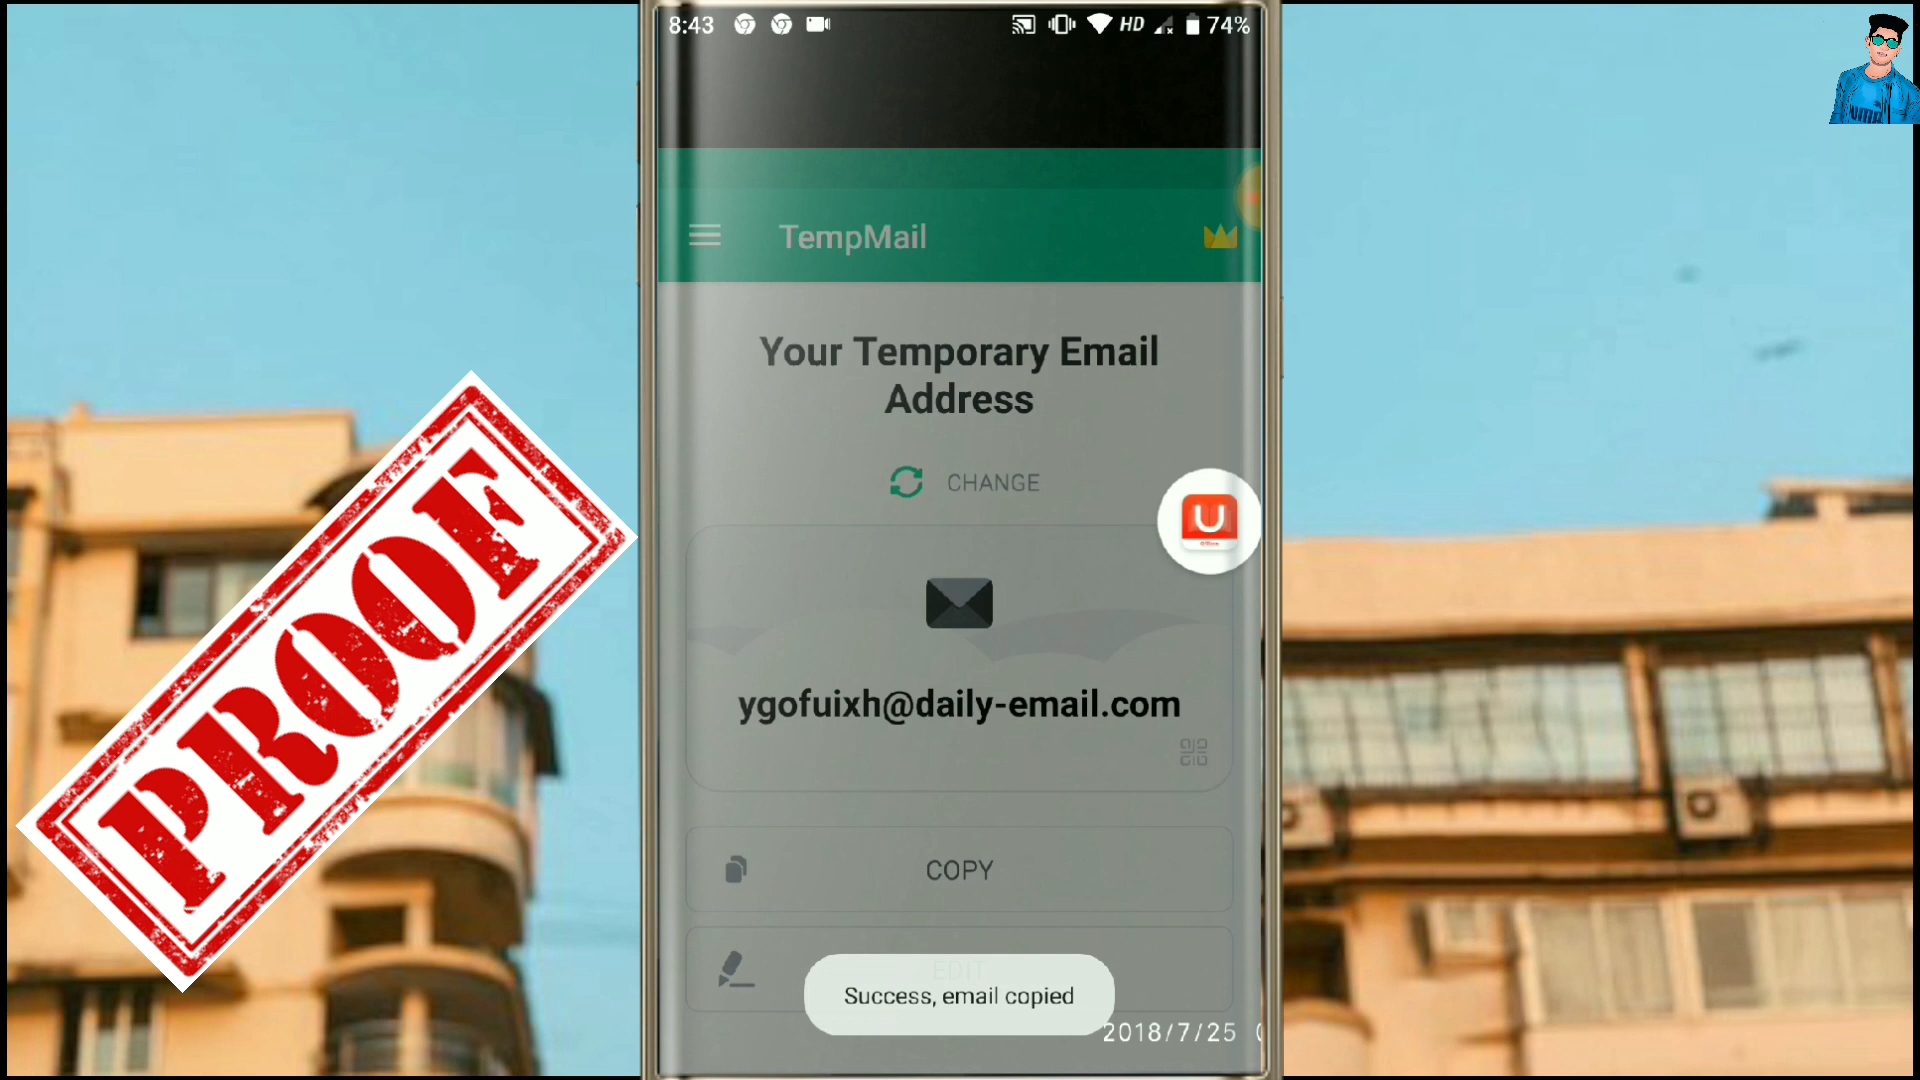 8:43
HD
74%
TempMail
Your Temporary Email
Address
CHANGE
U
Offline
ygofuixh@daily-email.com
COPY
EDIT
Success, email copied
2018/7/25
PROOF